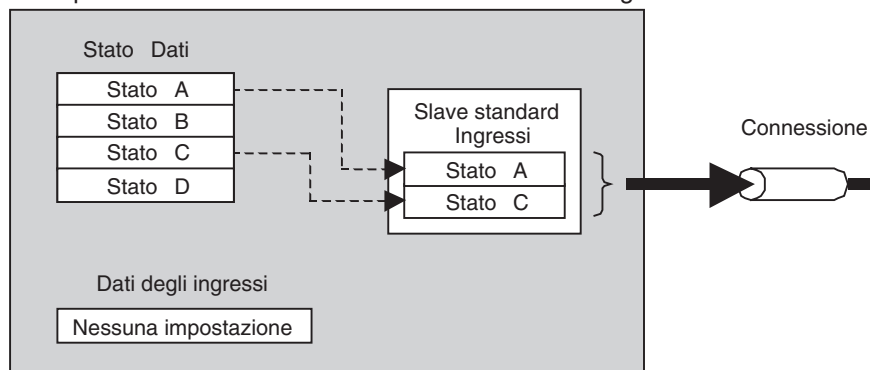 Stato Dati
Stato A
Stato B
Stato C
Stato D
Slave standard
Ingressi
Stato A
Stato C
Connessione
Dati degli ingressi
Nessuna impostazione